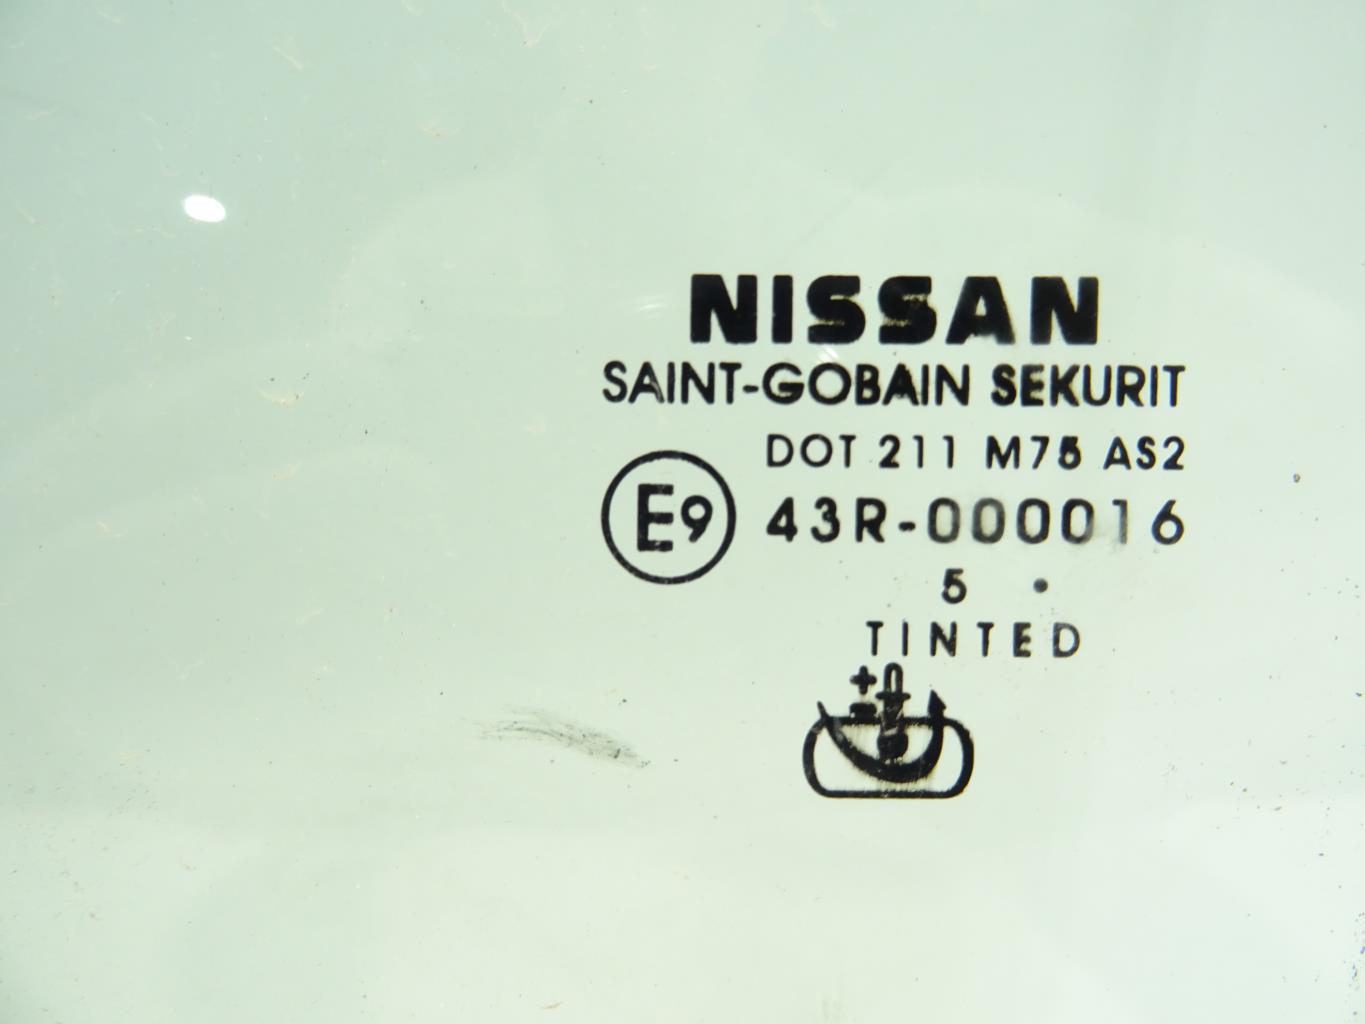 NISSAN
SAINT-GOBAIN SEKURIT
DOT 211 M75 AS2
E9 43R-000016
5 •
TINTED